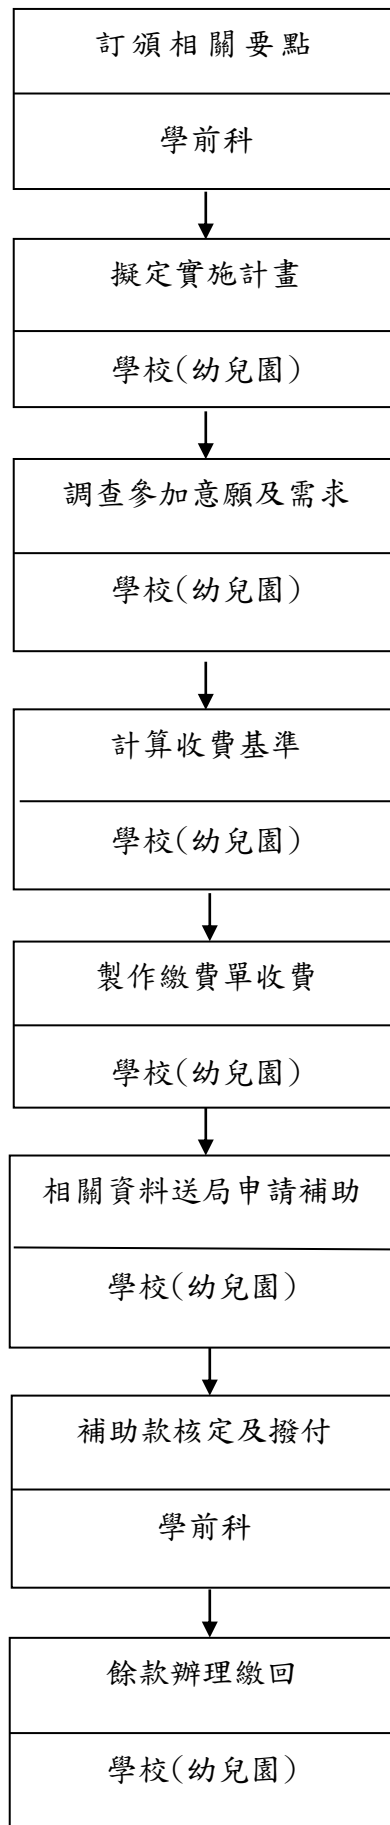 訂頒相關要點
學前科
擬定實施計畫
學校(幼兒園)
調查參加意願及需求
學校(幼兒園)
計算收費基準
學校(幼兒園)
製作繳費單收費
學校(幼兒園)
相關資料送局申請補助
學校(幼兒園)
補助款核定及撥付
學前科
餘款辦理繳回
學校(幼兒園)